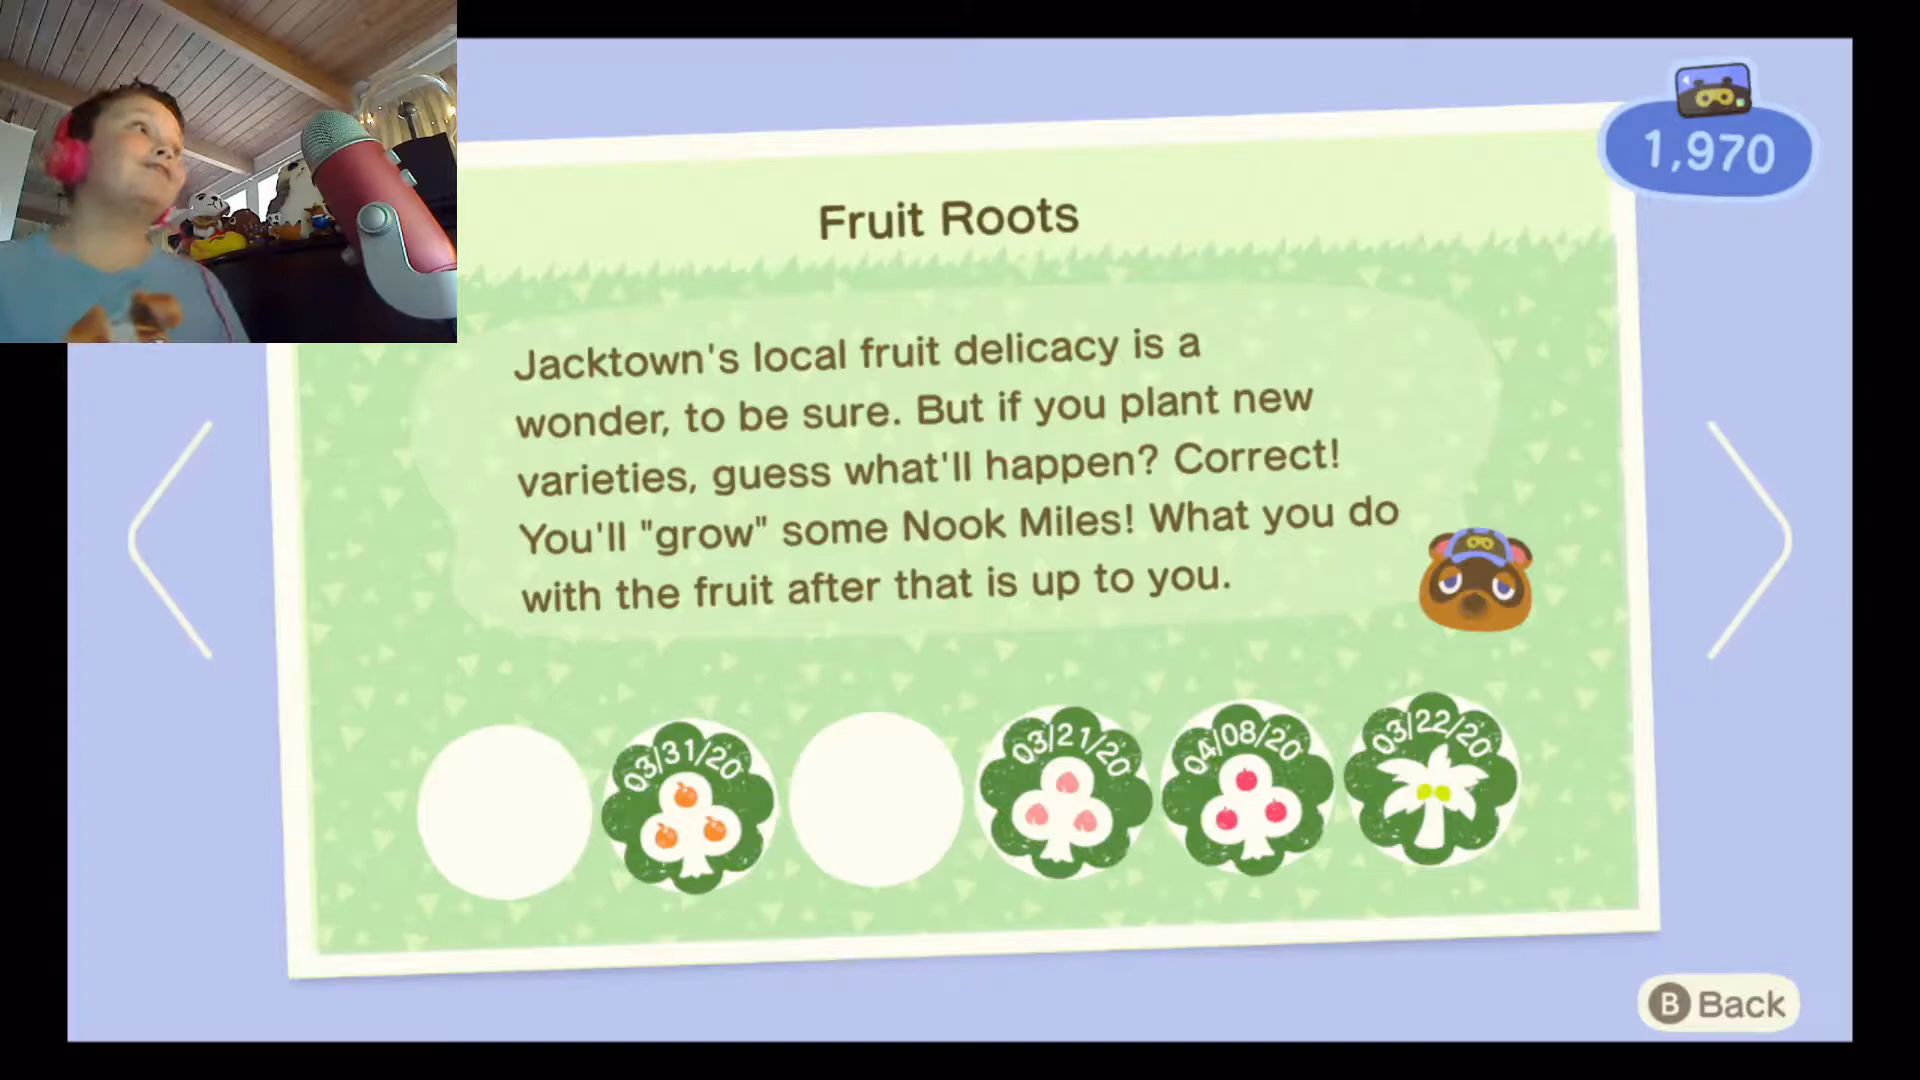 1,970
Fruit Roots
Jacktown's local fruit delicacy is a
wonder, to be sure. But if you plant new
varieties, guess what'll happen? Correct!
You'll "grow" some Nook Miles! What you do
with the fruit after that is up to you.
03/31/20
03/21/20
04/08/20
03/22/20
B Back